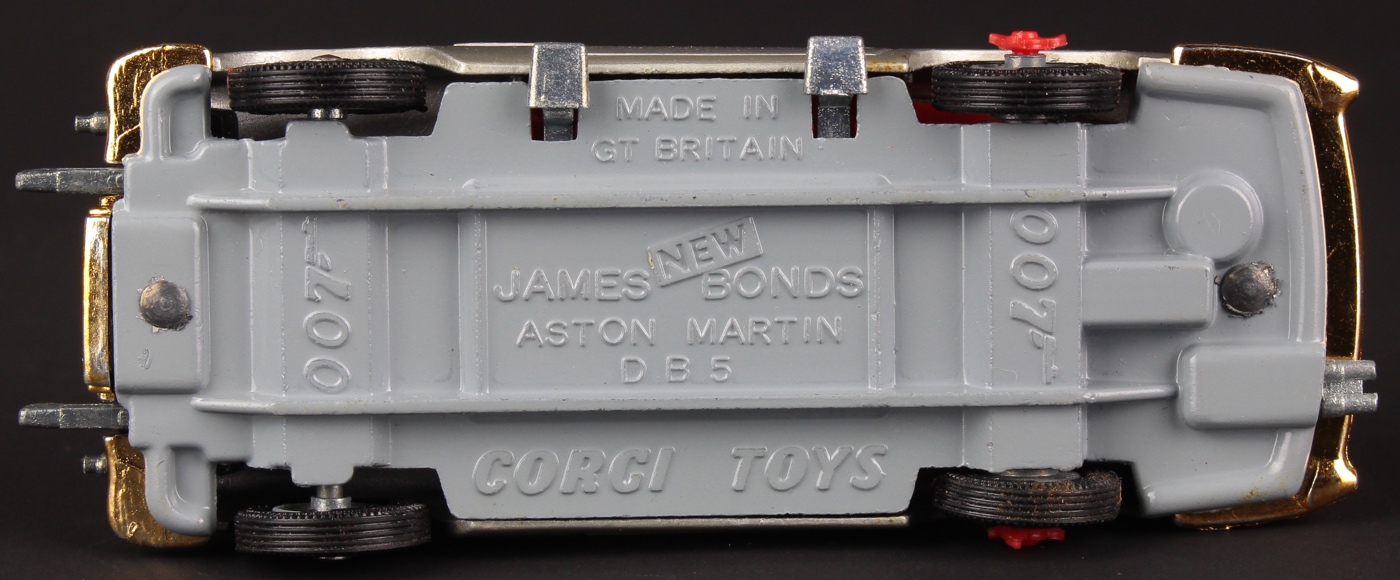 MADE IN
GT BRITAIN
NEW
JAMES BONDS
ASTON MARTIN
D B 5
007
007
CORGI TOYS